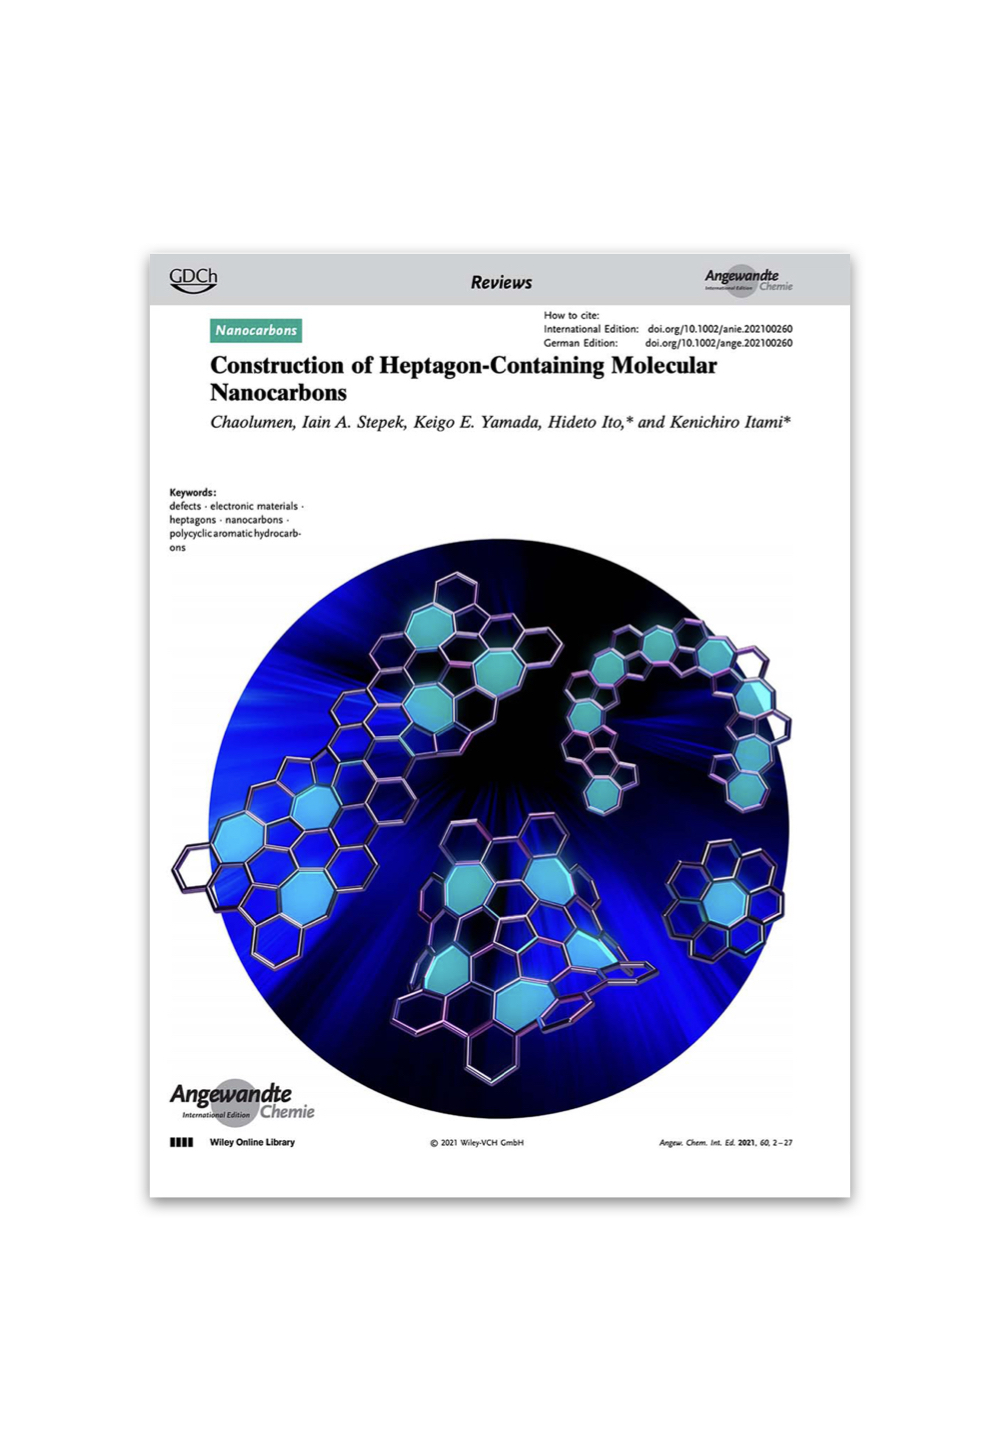 GDCh
Reviews
Angewandte
International Edition Chemie
Nanocarbons
How to cite:
International Edition: doi.org/10.1002/anie.202100260
German Edition: doi.org/10.1002/ange.202100260
Construction of Heptagon-Containing Molecular
Nanocarbons
Chaolumen, Iain A. Stepek, Keigo E. Yamada, Hideto Ito,* and Kenichiro Itami*
Keywords:
defects · electronic materials ·
heptagons · nanocarbons ·
polycyclic aromatic hydrocarb-
ons
Angewandte
International Edition Chemie
Wiley Online Library
© 2021 Wiley-VCH GmbH
Angew. Chem. Int. Ed. 2021, 60, 2–27